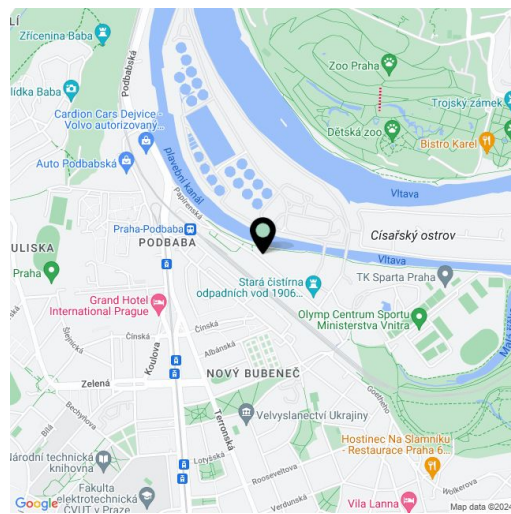 LÍ
Zřícenina Baba
Podbabská
Zoo Praha
lídka Baba
Cardion Cars Dejvice -
Volvo autorizovaný...
Trojský zámek
Dětská zoo
Bistro Karel
Auto Podbabská
plavební kanál
Papírenská
Vltava
Praha-Podbaba
PODBABA
Císařský ostrov
Vltava
ULISKA
Praha
Stará čistírna
odpadních vod 1906...
TK Sparta Praha
Grand Hotel
International Prague
Olymp Centrum Sportu
Ministerstva Vnitra
Čínská
Čínská
Šlejnická
Koulova
Albánská
NOVÝ BUBENEČ
Zelená
Goetheho
Bechyňova
Terronská
Velvyslanectví Ukrajiny
Bílá
Národní technická
knihovna
Lotyšská
Hostinec Na Slamníku
- Restaurace Praha 6...
Rooseveltova
Fakulta
elektrotechnická
ČVUT v Praze
Wolkerova
Verdunská
Vila Lanna
Google
Map data ©2024